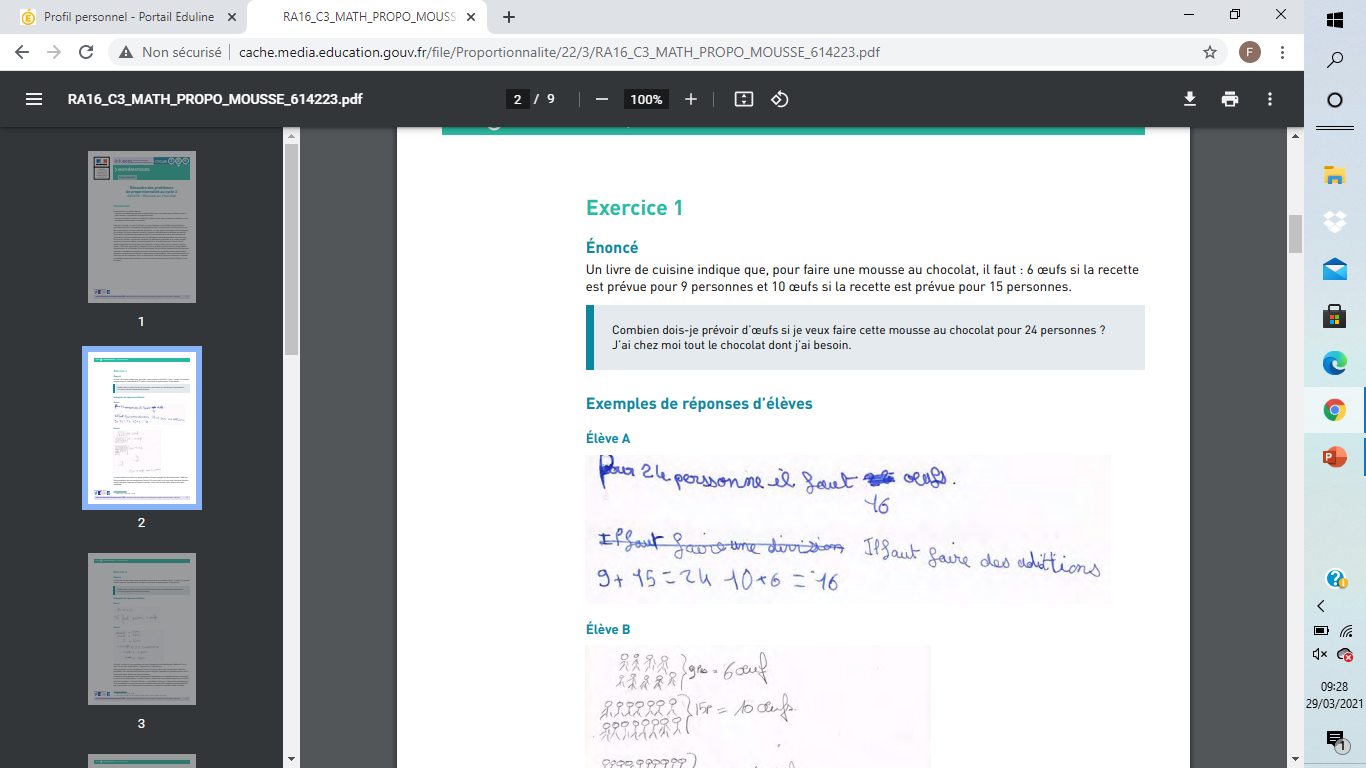 Profil personnel - Portail Eduline
RA16_C3_MATH_PROPO_MOUSS
Non sécurisé
cache.media.education.gouv.fr/file/Proportionnalite/22/3/RA16_C3_MATH_PROPO_MOUSSE_614223.pdf
F
RA16_C3_MATH_PROPO_MOUSSE_614223.pdf
2 / 9
100%
1
2
3
Exercice 1
Énoncé
Un livre de cuisine indique que, pour faire une mousse au chocolat, il faut : 6 œufs si la recette
est prévue pour 9 personnes et 10 œufs si la recette est prévue pour 15 personnes.
Combien dois-je prévoir d'œufs si je veux faire cette mousse au chocolat pour 24 personnes ?
J'ai chez moi tout le chocolat dont j'ai besoin.
Exemples de réponses d'élèves
Élève A
Pour 24 perssonne il faut œufs.
16
Il faut faire une division Il faut faire des adittions
9+15=24 10+6=16
Élève B
= 6 œuf
15P = 10 œufs
09:28
29/03/2021
1